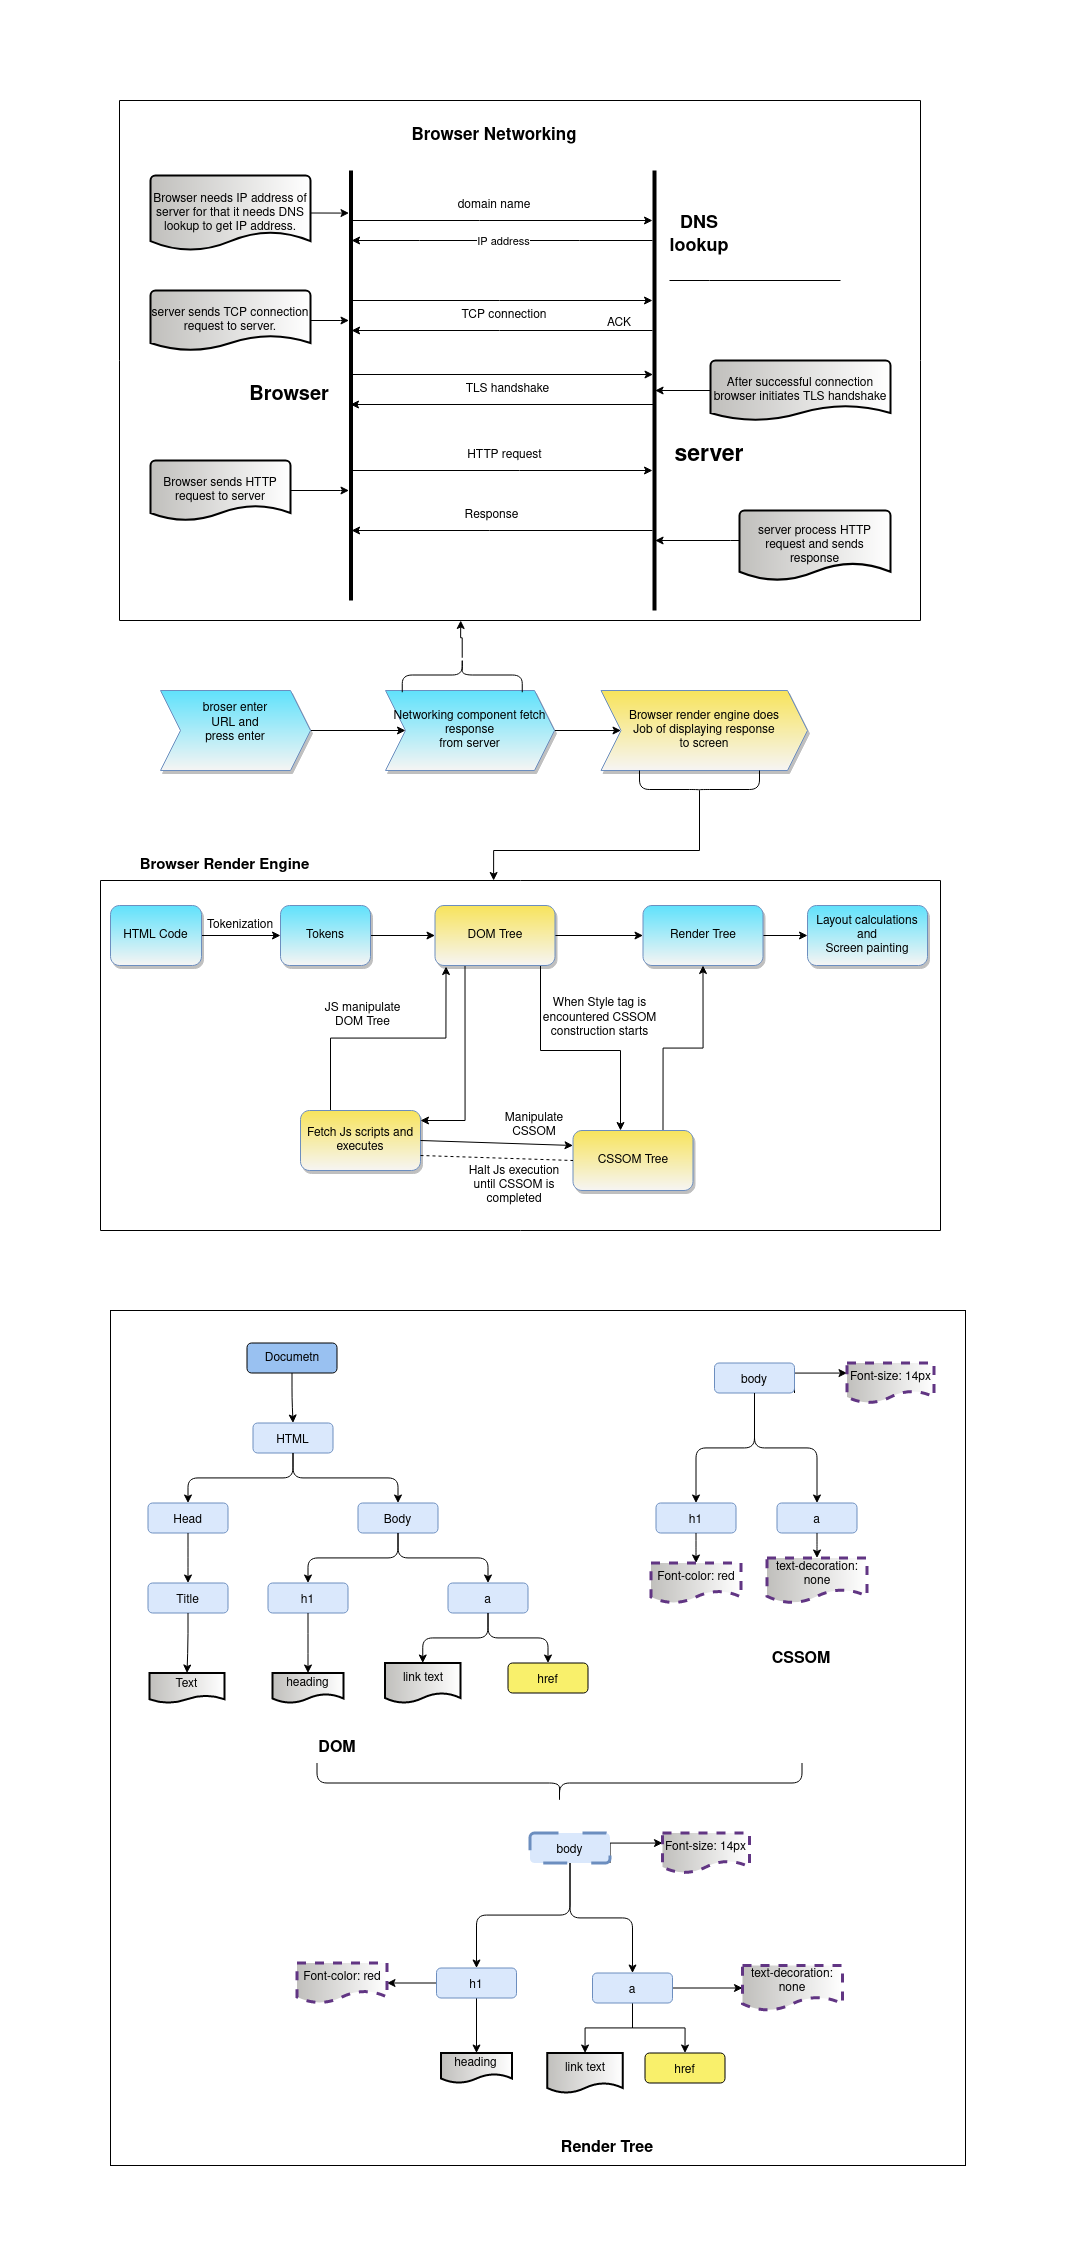 Browser Networking
Browser needs IP address of
server for that it needs DNS
lookup to get IP address.
domain name
IP address
DNS
lookup
server sends TCP connection
request to server.
TCP connection
ACK
Browser
TLS handshake
After successful connection
browser initiates TLS handshake
server
Browser sends HTTP
request to server
HTTP request
Response
server process HTTP
request and sends
response
broser enter
URL and
press enter
Networking component fetch
response
from server
Browser render engine does
Job of displaying response
to screen
Browser Render Engine
HTML Code
Tokenization
Tokens
DOM Tree
Render Tree
Layout calculations
and
Screen painting
JS manipulate
DOM Tree
When Style tag is
encountered CSSOM
construction starts
Fetch Js scripts and
executes
Manipulate
CSSOM
CSSOM Tree
Halt Js execution
until CSSOM is
completed
Documetn
HTML
Head
Body
Title
h1
a
Text
heading
link text
href
DOM
body
Font-size: 14px
h1
a
Font-color: red
text-decoration:
none
CSSOM
body
Font-size: 14px
Font-color: red
h1
a
text-decoration:
none
heading
link text
href
Render Tree